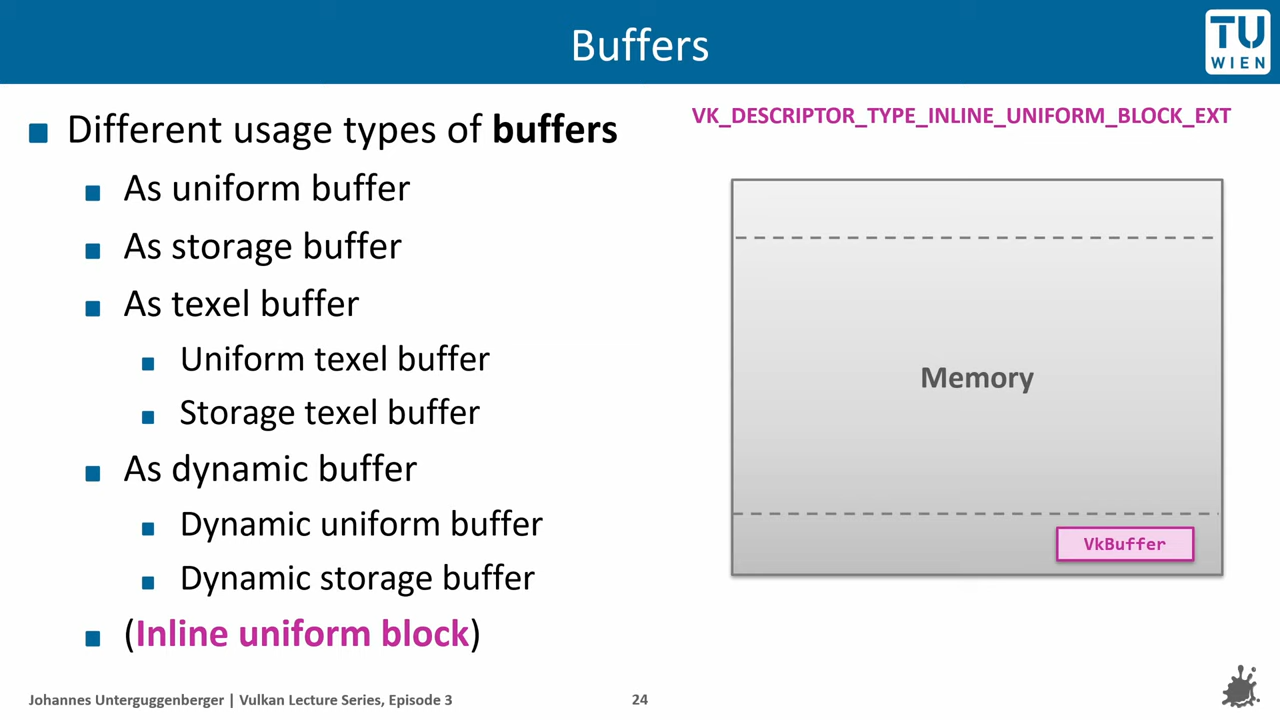 Buffers
TU
WIEN
Different usage types of buffers
As uniform buffer
As storage buffer
As texel buffer
Uniform texel buffer
Storage texel buffer
As dynamic buffer
Dynamic uniform buffer
Dynamic storage buffer
(Inline uniform block)
VK_DESCRIPTOR_TYPE_INLINE_UNIFORM_BLOCK_EXT
Memory
VkBuffer
Johannes Unterguggenberger | Vulkan Lecture Series, Episode 3
24